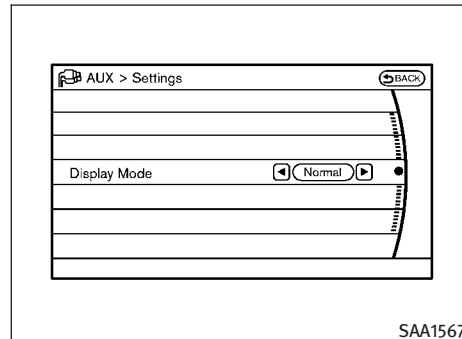 AUX > Settings
BACK
Display Mode
Normal
SAA1567